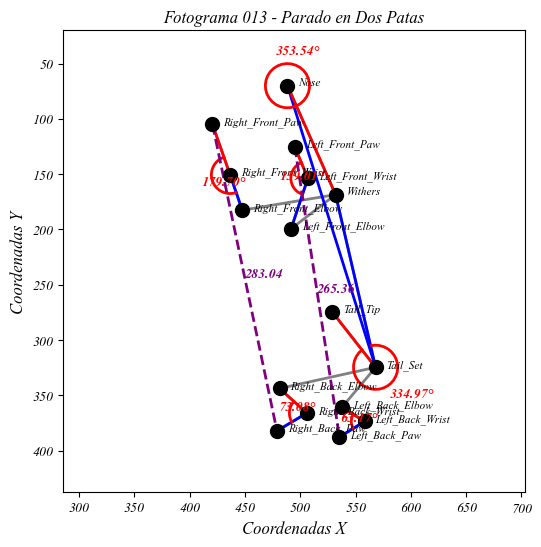 Fotograma 013 - Parado en Dos Patas
353.54°
Nose
Right_Front_Paw
Left_Front_Paw
Right_Front_Wrist
Left_Front_Wrist
Withers
Right_Front_Elbow
Left_Front_Elbow
283.04
265.36
Tail_Tip
Tail_Set
334.97°
Right_Back_Elbow
Left_Back_Elbow
Right_Back_Wrist
Left_Back_Wrist
Right_Back_Paw
Left_Back_Paw
Coordenadas Y
50
100
150
200
250
300
350
400
300
350
400
450
500
550
600
650
700
Coordenadas X